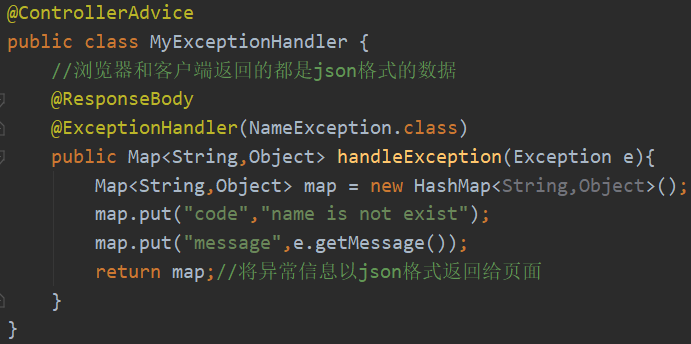 @ControllerAdvice
public class MyExceptionHandler {
//浏览器和客户端返回的都是json格式的数据
@ResponseBody
@ExceptionHandler(NameException.class)
public Map<String,Object> handleException(Exception e){
Map<String,Object> map = new HashMap<String,Object>();
map.put("code","name is not exist");
map.put("message",e.getMessage());
return map;//将异常信息以json格式返回给页面
}
}